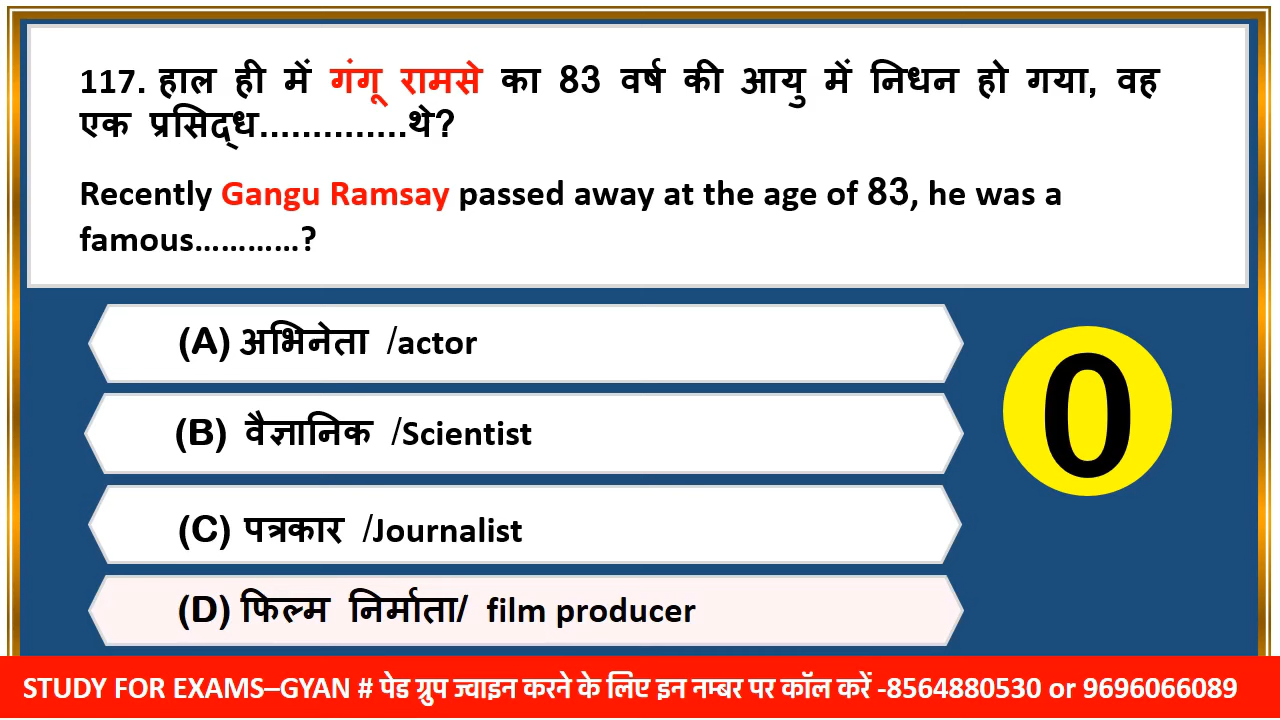 117. हाल ही में गंगू रामसे का 83 वर्ष की आयु में निधन हो गया, वह
एक प्रसिद्ध..............थे?
Recently Gangu Ramsay passed away at the age of 83, he was a
famous…………?
(A) अभिनेता /actor
(B) वैज्ञानिक /Scientist
(C) पत्रकार /Journalist
(D) फिल्म निर्माता/ film producer
0
STUDY FOR EXAMS–GYAN # पेड ग्रुप ज्वाइन करने के लिए इन नम्बर पर कॉल करें -8564880530 or 9696066089